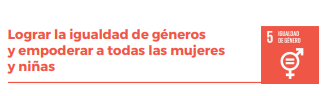 Lograr la igualdad de géneros
y empoderar a todas las mujeres
y niñas
5 IGUALDAD
DE GÉNERO